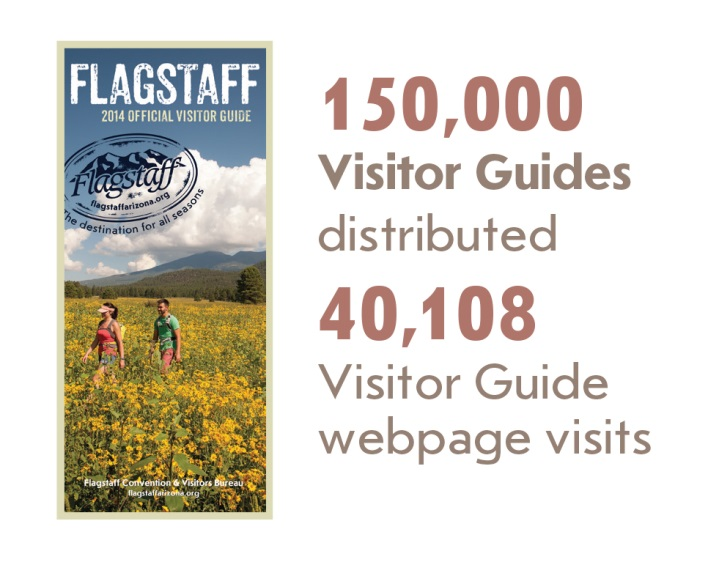 FLAGSTAFF
2014 OFFICIAL VISITOR GUIDE
Flagstaff
flagstaffarizona.org
The destination for all seasons
Flagstaff Convention & Visitors Bureau
flagstaffarizona.org
150,000
Visitor Guides
distributed
40,108
Visitor Guide
webpage visits